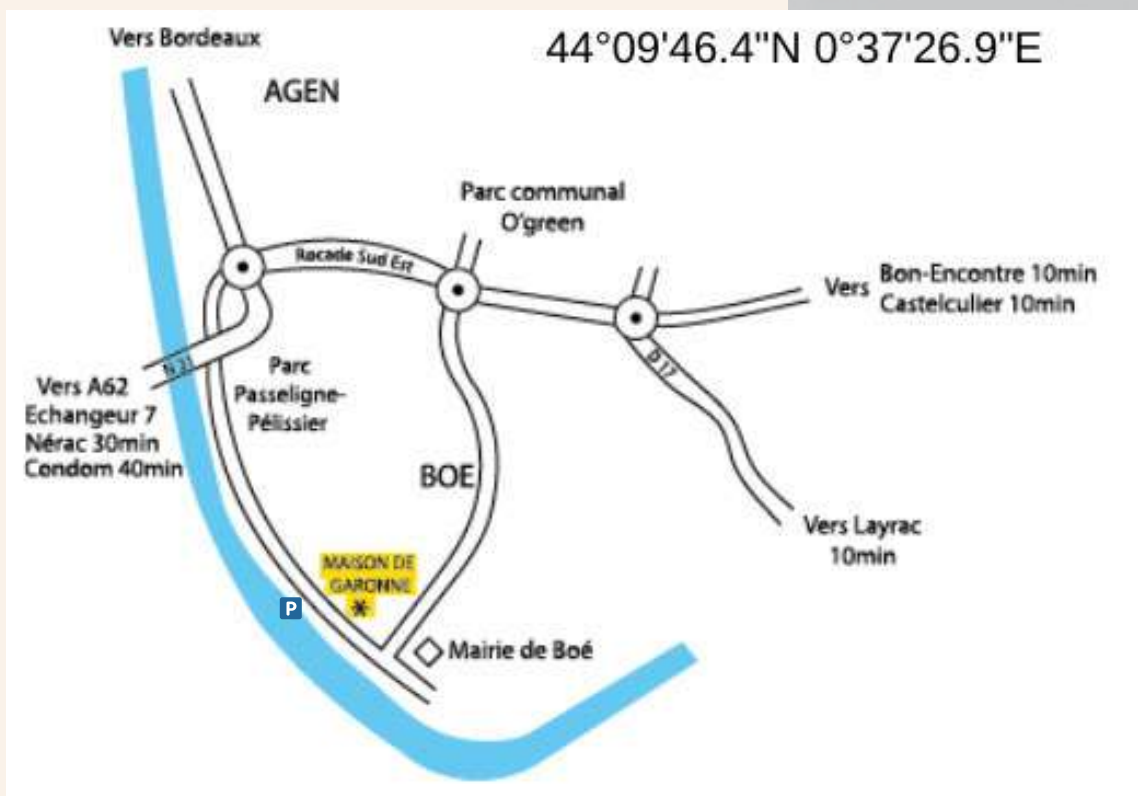 Vers Bordeaux
44°09'46.4"N 0°37'26.9"E
AGEN
Parc communal
O'green
Rocade Sud Est
Vers
Bon-Encontre 10min
Castelculier 10min
N 21
D 17
Vers A62
Echangeur 7
Nérac 30min
Condom 40min
Parc
Passeligne-
Pélissier
BOE
Vers Layrac
10min
MAISON DE
GARONNE
P
Mairie de Boé